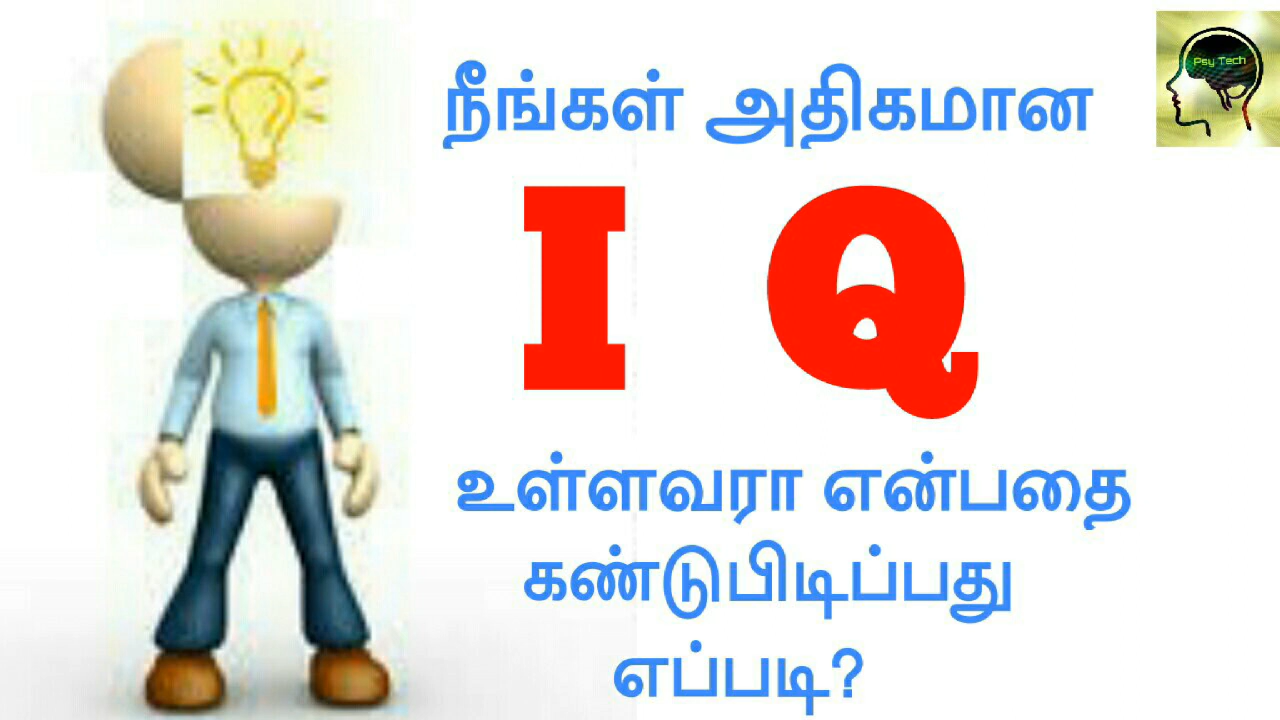 நீங்கள் அதிகமான
Psy Tech
I Q
உள்ளவரா என்பதை
கண்டுபிடிப்பது
எப்படி?